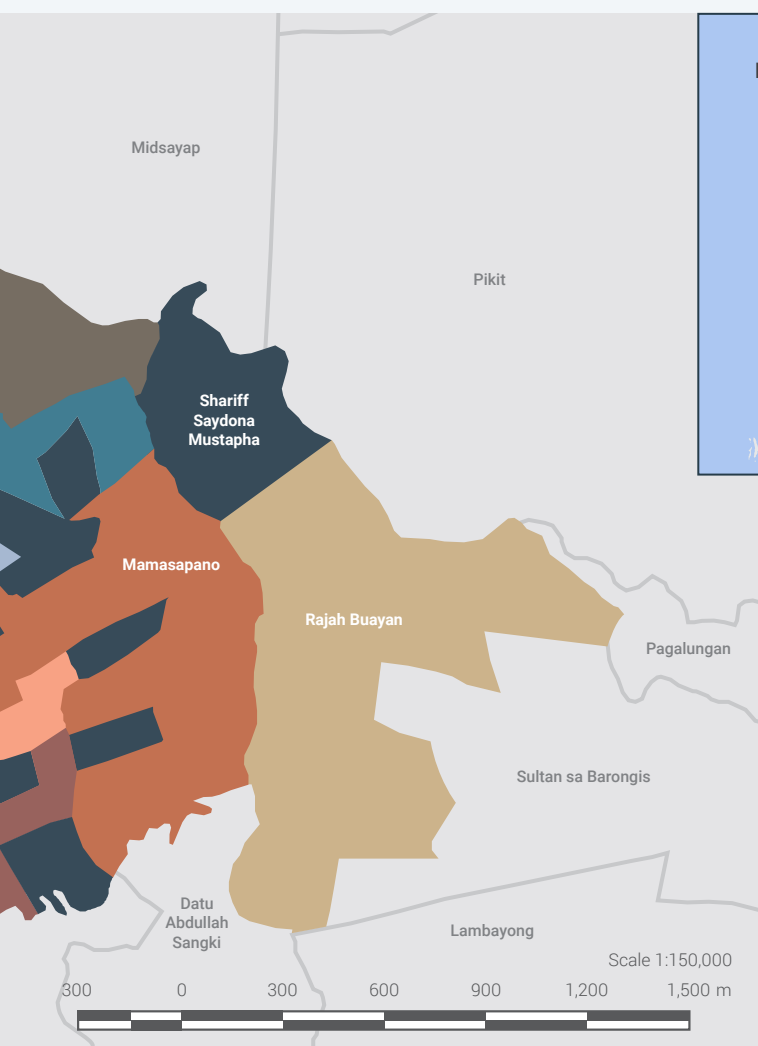 Midsayap
Pikit
Shariff
Saydona
Mustapha
Mamasapano
Rajah Buayan
Pagalungan
Sultan sa Barongis
Datu
Abdullah
Sangki
Lambayong
Scale 1:150,000
300 0 300 600 900 1,200 1,500 m